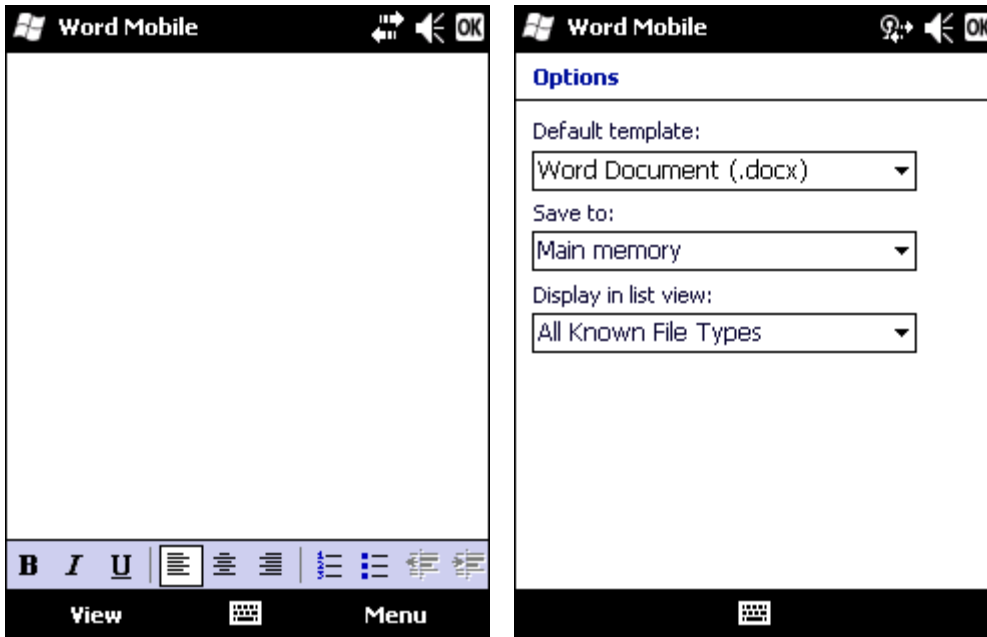 Word Mobile
OK
B I U
View
Menu
Word Mobile
OK
Options
Default template:
Word Document (.docx)
Save to:
Main memory
Display in list view:
All Known File Types